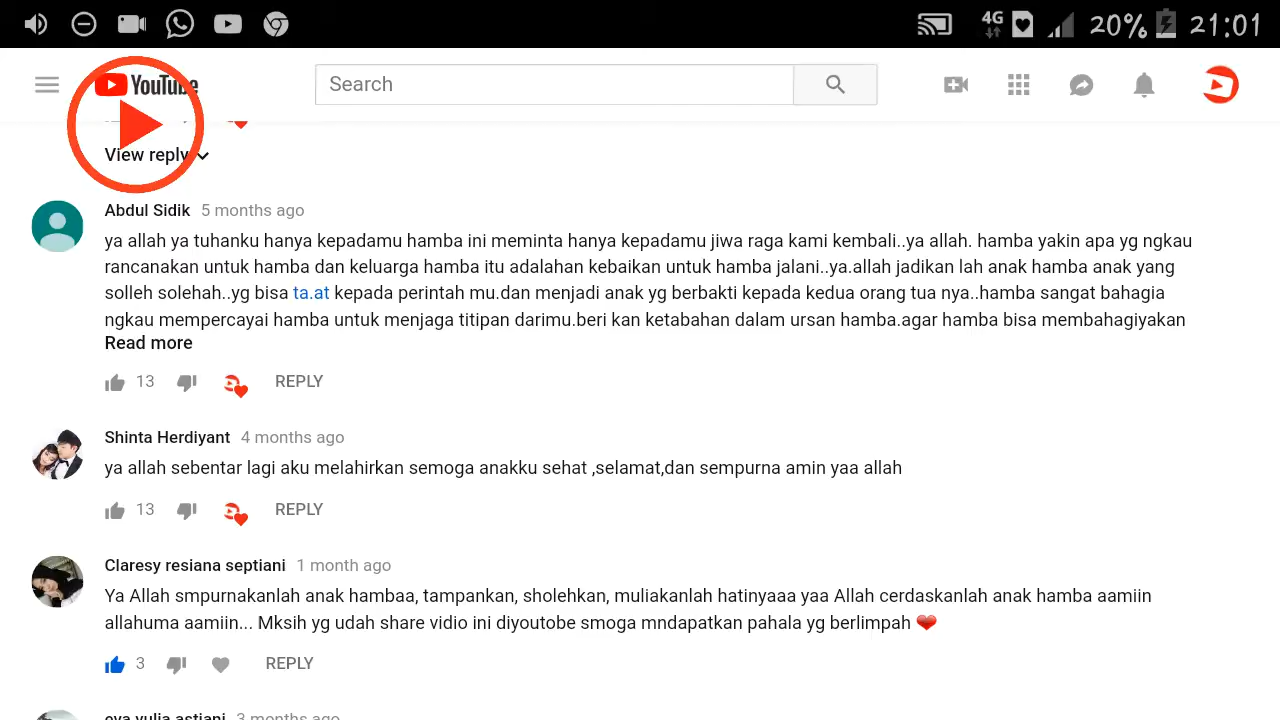 4G 20% 21:01
YouTube
Search
View reply
Abdul Sidik 5 months ago
ya allah ya tuhanku hanya kepadamu hamba ini meminta hanya kepadamu jiwa raga kami kembali..ya allah. hamba yakin apa yg ngkau
rancanakan untuk hamba dan keluarga hamba itu adalahan kebaikan untuk hamba jalani..ya.allah jadikan lah anak hamba anak yang
solleh solehah..yg bisa ta.at kepada perintah mu.dan menjadi anak yg berbakti kepada kedua orang tua nya..hamba sangat bahagia
ngkau mempercayai hamba untuk menjaga titipan darimu.beri kan ketabahan dalam ursan hamba.agar hamba bisa membahagiyakan
Read more
13 REPLY
Shinta Herdiyant 4 months ago
ya allah sebentar lagi aku melahirkan semoga anakku sehat ,selamat,dan sempurna amin yaa allah
13 REPLY
Claresy resiana septiani 1 month ago
Ya Allah smpurnakanlah anak hambaa, tampankan, sholehkan, muliakanlah hatinyaaa yaa Allah cerdaskanlah anak hamba aamiin
allahuma aamiin... Mksih yg udah share vidio ini diyoutobe smoga mndapatkan pahala yg berlimpah ❤
3 REPLY
eva yulia astiani 3 months ago